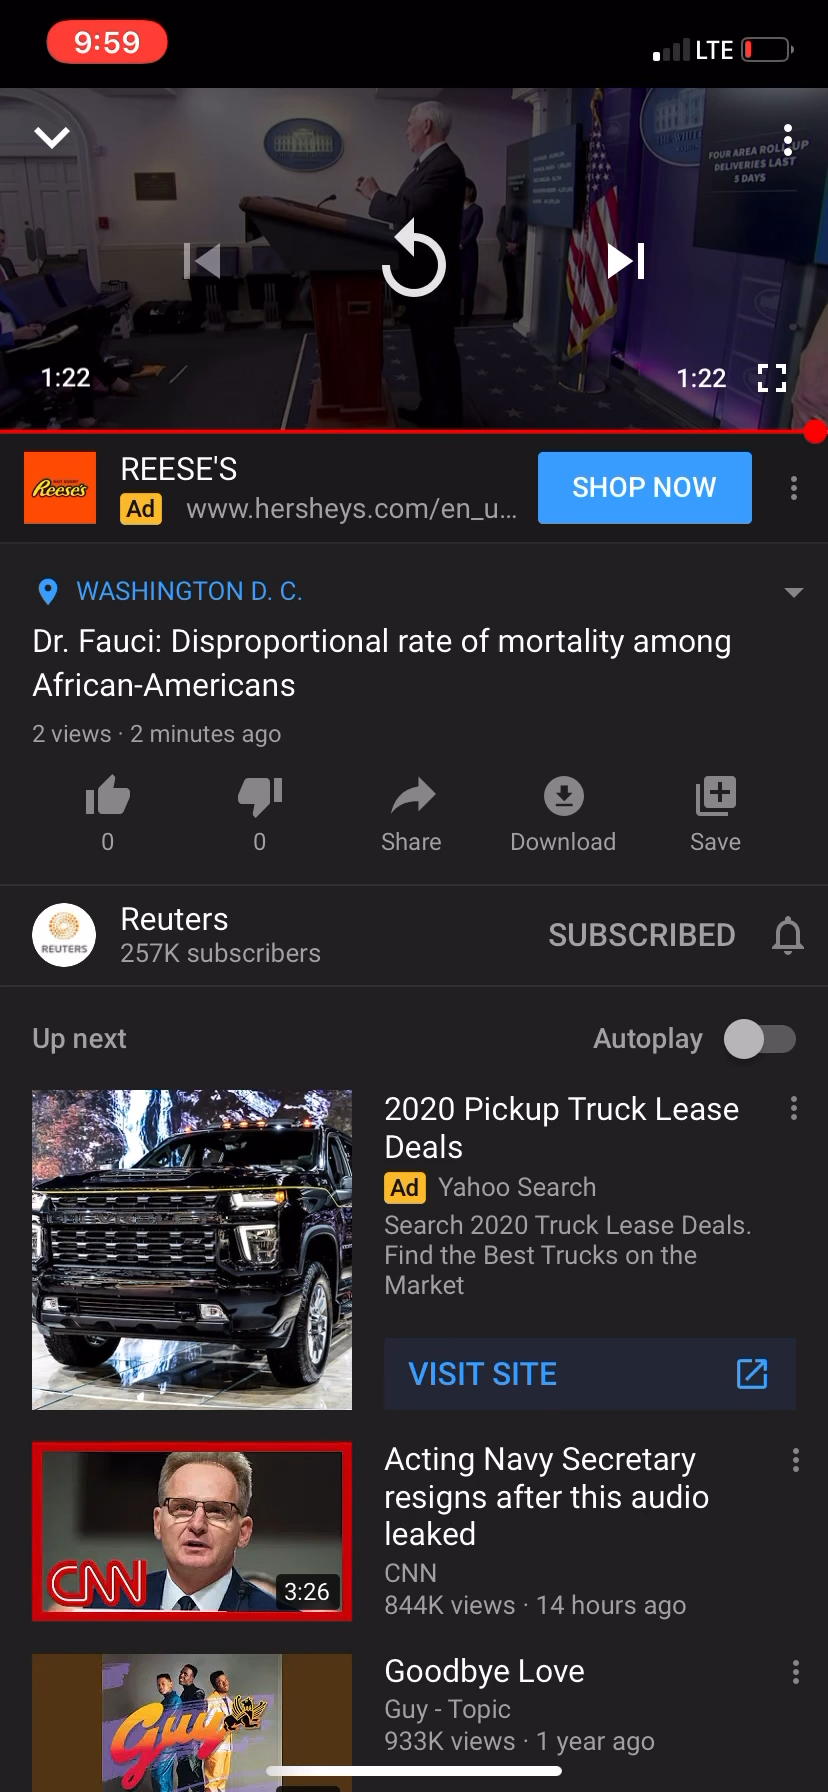 9:59
LTE
THE WHITE
FOUR AREA ROLLUP
DELIVERIES LAST
5 DAYS
1:22
1:22
Reese's
REESE'S
Ad www.hersheys.com/en_u...
SHOP NOW
WASHINGTON D. C.
Dr. Fauci: Disproportional rate of mortality among
African-Americans
2 views · 2 minutes ago
0
0
Share
Download
Save
REUTERS
Reuters
257K subscribers
SUBSCRIBED
Up next
Autoplay
CHEVROLET
2020 Pickup Truck Lease
Deals
Ad Yahoo Search
Search 2020 Truck Lease Deals.
Find the Best Trucks on the
Market
VISIT SITE
CNN
3:26
Acting Navy Secretary
resigns after this audio
leaked
CNN
844K views · 14 hours ago
Guy
Goodbye Love
Guy - Topic
933K views · 1 year ago